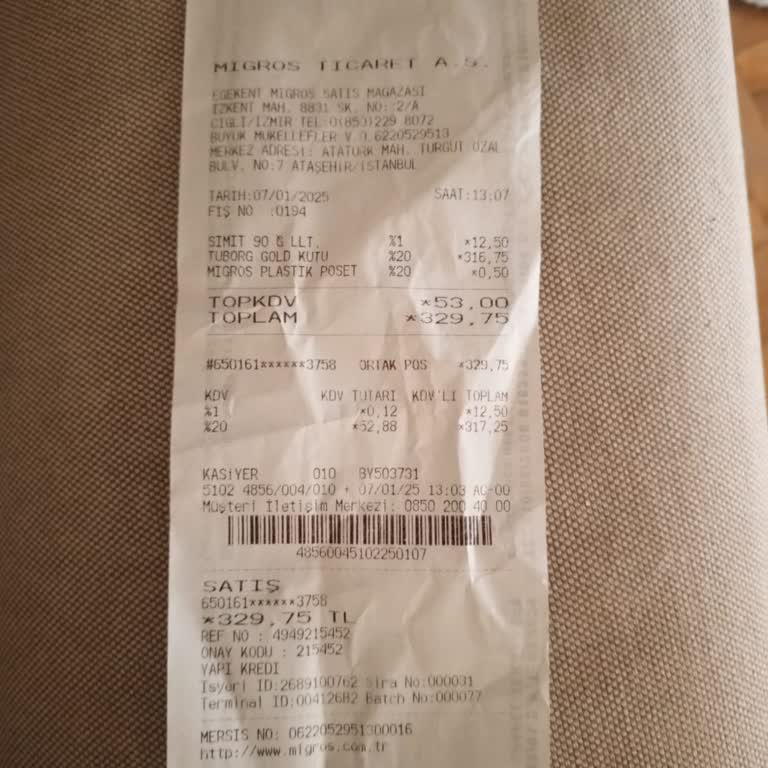 MIGROS TICARET A.S.
EGEKENT MIGROS SATIS MAGAZASI
IZKENT MAH. 8831 SK. NO: 2/A
CIGLI/IZMIR TEL:0(850)229 8072
BUYUK MUKELLEFLER V.D.6220529513
MERKEZ ADRESI: ATATURK MAH. TURGUT OZAL
BULV. NO:7 ATAŞEHİR/İSTANBUL
TARIH:07/01/2025 SAAT:13:07
FIŞ NO :0194
SIMIT 90 G LLT. %1 *12,50
TUBORG GOLD KUTU %20 *316,75
MIGROS PLASTIK POSET %20 *0,50
TOPKDV *53,00
TOPLAM *329,75
#650161******3758 ORTAK POS *329,75
KDV KDV TUTARI KDV'LI TOPLAM
%1 *0,12 *12,50
%20 *52,88 *317,25
KASİYER 010 BY503731
5102 4856/004/010 + 07/01/25 13:03 AC-00
Müşteri İletişim Merkezi: 0850 200 40 00
48560045102250107
SATIŞ
650161******3758
*329,75 TL
REF NO : 4949215452
ONAY KODU : 215452
YAPI KREDI
Isyeri ID:2689100762 Sira No:000031
Terminal ID:00412682 Batch No:000077
MERSIS NO: 0622052951300016
http://www.migros.com.tr